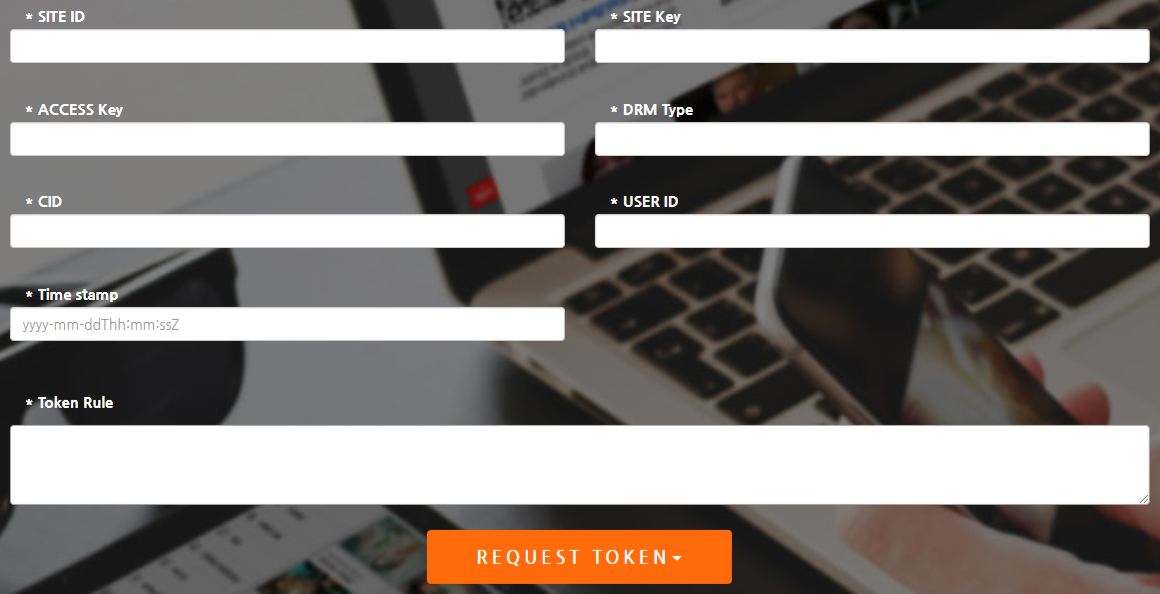 * SITE ID
* SITE Key
* ACCESS Key
* DRM Type
* CID
* USER ID
* Time stamp
yyyy-mm-ddThh:mm:ssZ
* Token Rule
REQUEST TOKEN